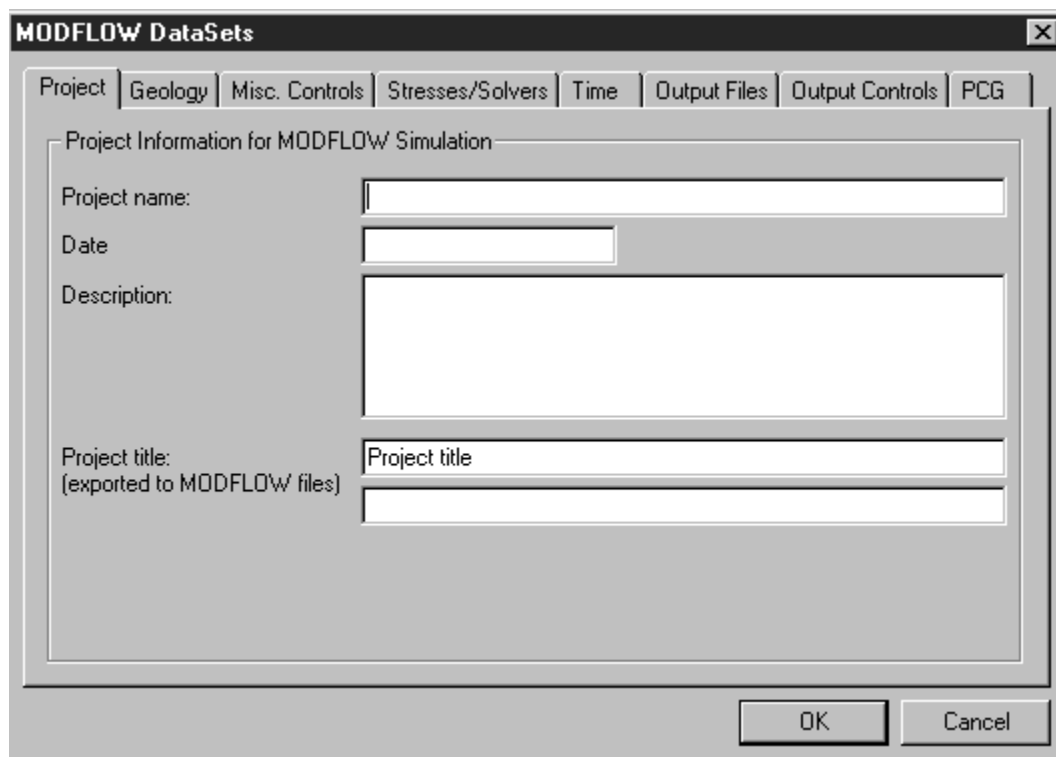 MODFLOW DataSets
Project Geology Misc. Controls Stresses/Solvers Time Output Files Output Controls PCG
Project Information for MODFLOW Simulation
Project name:
Date
Description:
Project title: Project title
(exported to MODFLOW files)
OK Cancel